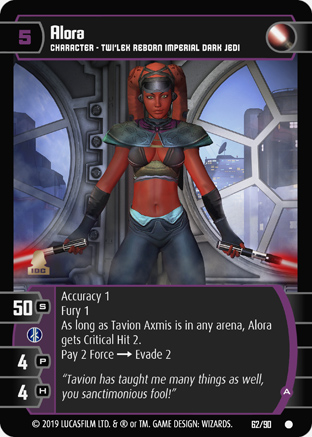 5 Alora
CHARACTER - TWI'LEK REBORN IMPERIAL DARK JEDI
IDC
50 S
Accuracy 1
Fury 1
As long as Tavion Axmis is in any arena, Alora
gets Critical Hit 2.
Pay 2 Force → Evade 2
4 P
4 H
"Tavion has taught me many things as well,
you sanctimonious fool!"
A
© 2019 LUCASFILM LTD. & ® or TM. GAME DESIGN: WIZARDS. 62/90